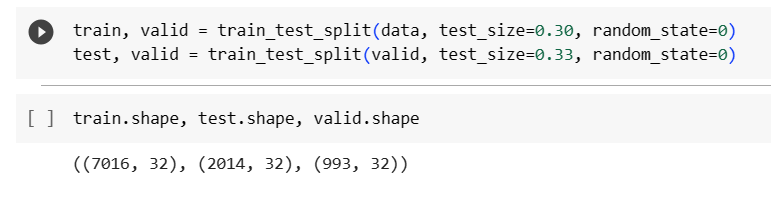 train, valid = train_test_split(data, test_size=0.30, random_state=0)
test, valid = train_test_split(valid, test_size=0.33, random_state=0)
[ ] train.shape, test.shape, valid.shape
((7016, 32), (2014, 32), (993, 32))